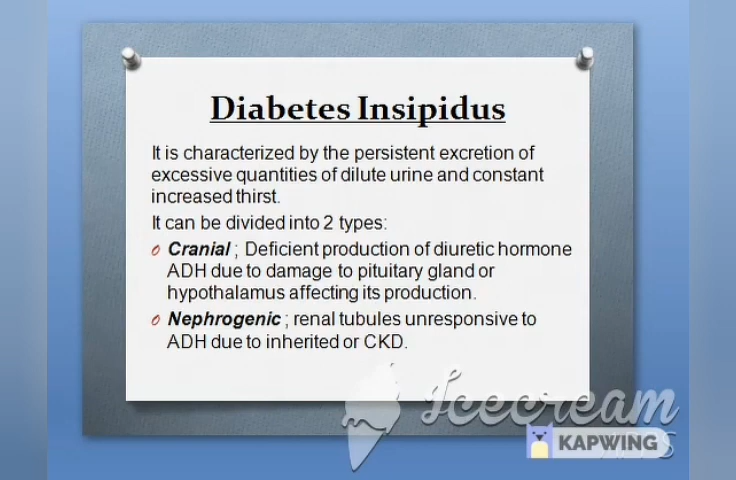 Diabetes Insipidus
It is characterized by the persistent excretion of
excessive quantities of dilute urine and constant
increased thirst.
It can be divided into 2 types:
Cranial ; Deficient production of diuretic hormone
ADH due to damage to pituitary gland or
hypothalamus affecting its production.
Nephrogenic ; renal tubules unresponsive to
ADH due to inherited or CKD.
Icecream
KAPWING